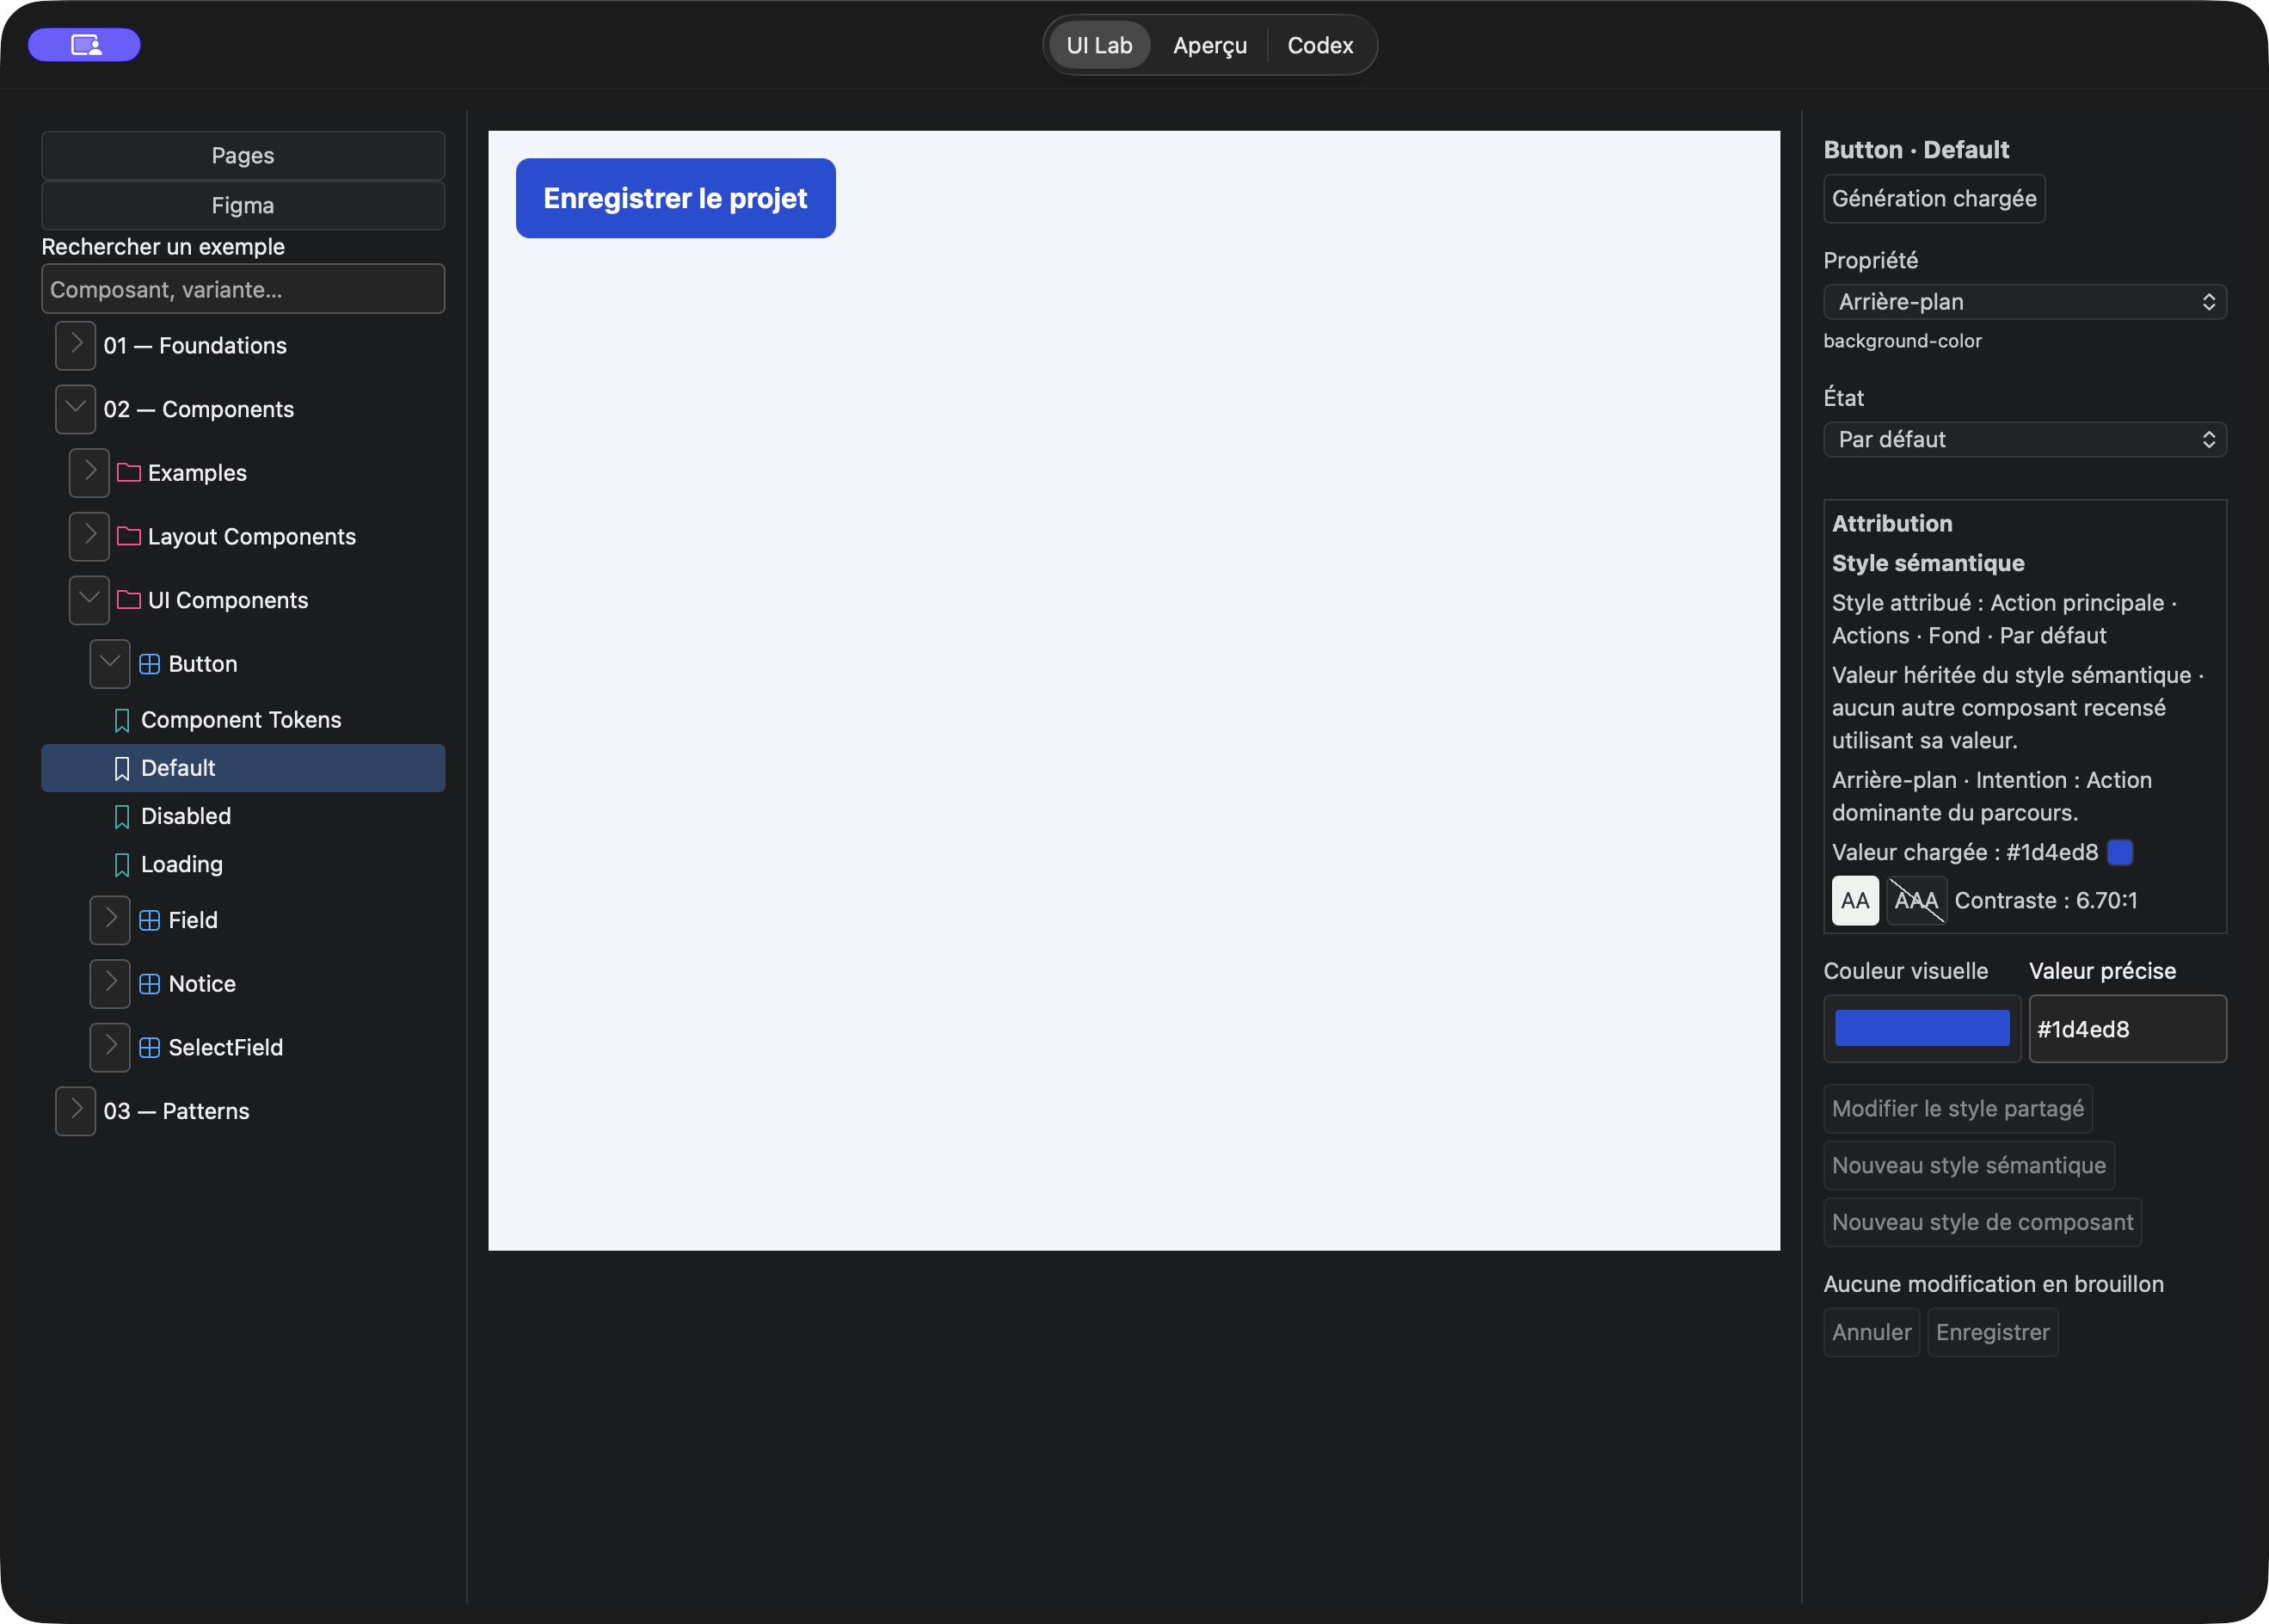 UI Lab
Aperçu
Codex
Pages
Figma
Rechercher un exemple
Composant, variante...
01 — Foundations
02 — Components
Examples
Layout Components
UI Components
Button
Component Tokens
Default
Disabled
Loading
Field
Notice
SelectField
03 — Patterns
Enregistrer le projet
Button · Default
Génération chargée
Propriété
Arrière-plan
background-color
État
Par défaut
Attribution
Style sémantique
Style attribué : Action principale ·
Actions · Fond · Par défaut
Valeur héritée du style sémantique ·
aucun autre composant recensé
utilisant sa valeur.
Arrière-plan · Intention : Action
dominante du parcours.
Valeur chargée : #1d4ed8
AA AAA Contraste : 6.70:1
Couleur visuelle
Valeur précise
#1d4ed8
Modifier le style partagé
Nouveau style sémantique
Nouveau style de composant
Aucune modification en brouillon
Annuler
Enregistrer